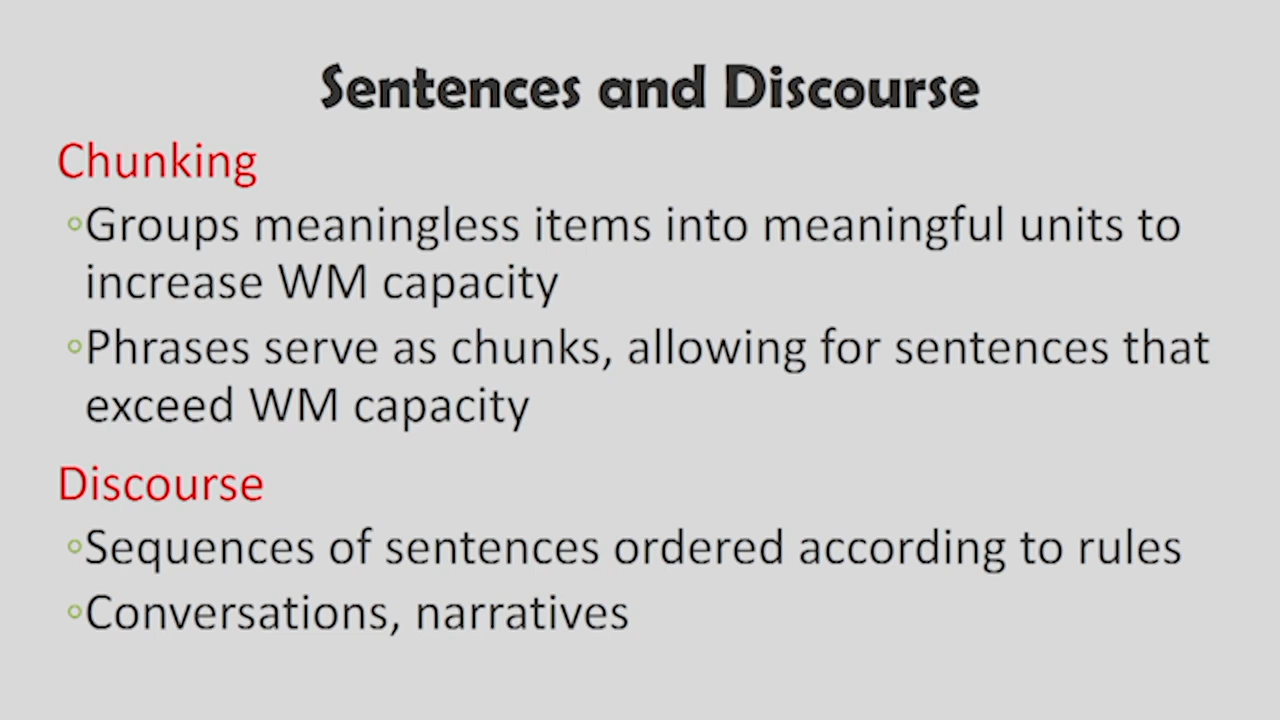 Sentences and Discourse
Chunking
◦Groups meaningless items into meaningful units to
increase WM capacity
◦Phrases serve as chunks, allowing for sentences that
exceed WM capacity
Discourse
◦Sequences of sentences ordered according to rules
◦Conversations, narratives